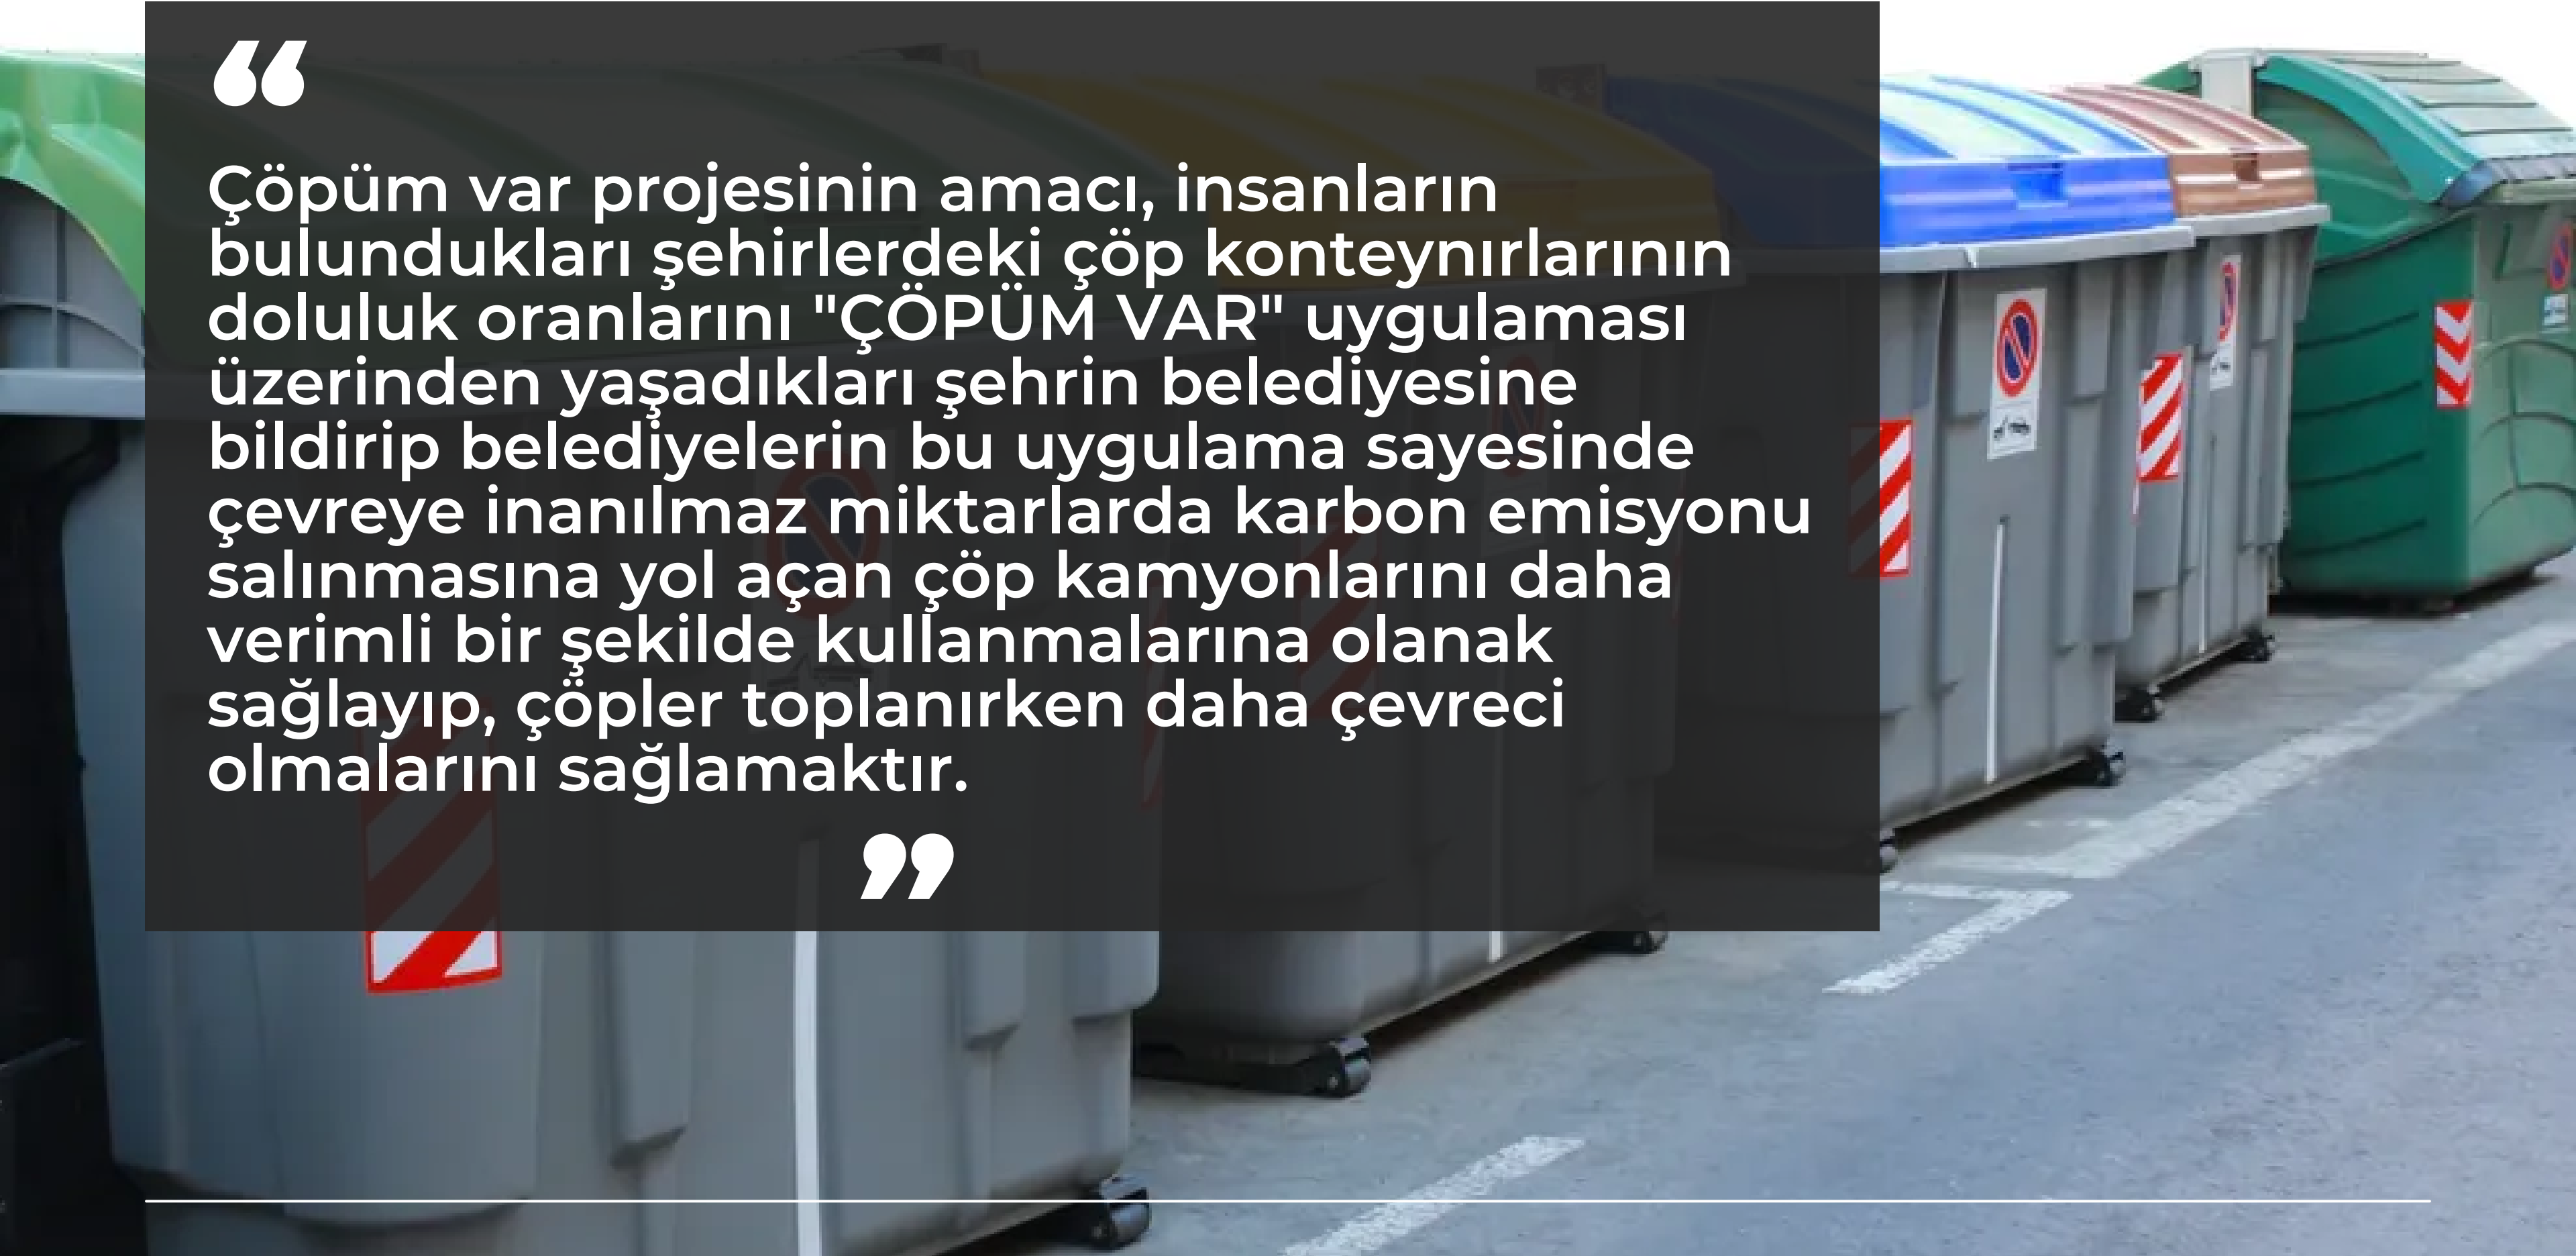 “
Çöpüm var projesinin amacı, insanların
bulundukları şehirlerdeki çöp konteynırlarının
doluluk oranlarını "ÇÖPÜM VAR" uygulaması
üzerinden yaşadıkları şehrin belediyesine
bildirip belediyelerin bu uygulama sayesinde
çevreye inanılmaz miktarlarda karbon emisyonu
salınmasına yol açan çöp kamyonlarını daha
verimli bir şekilde kullanmalarına olanak
sağlayıp, çöpler toplanırken daha çevreci
olmalarını sağlamaktır.
”